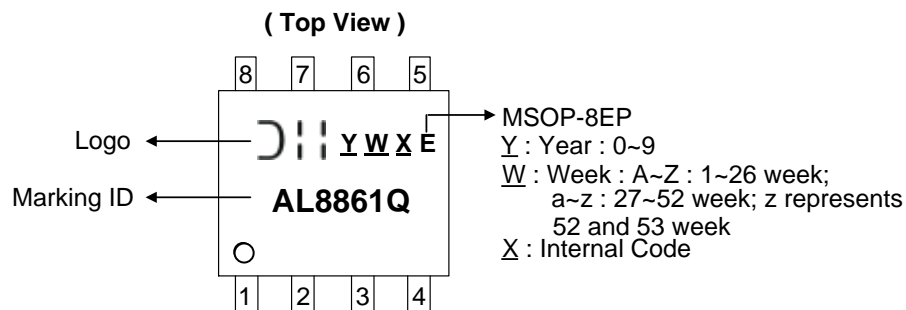 ( Top View )
8 7 6 5
Logo
Y W X E
MSOP-8EP
Y : Year : 0~9
W : Week : A~Z : 1~26 week;
a~z : 27~52 week; z represents
52 and 53 week
X : Internal Code
Marking ID
AL8861Q
1 2 3 4